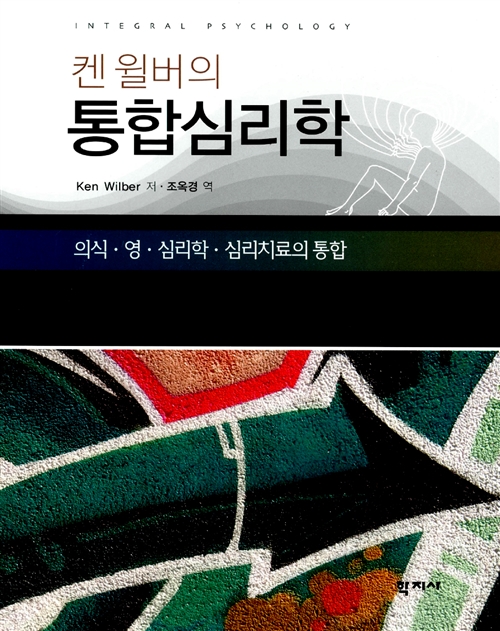 INTEGRAL PSYCHOLOGY
켄 윌버의
통합심리학
Ken Wilber 저 · 조옥경 역
의식 · 영 · 심리학 · 심리치료의 통합
학지사